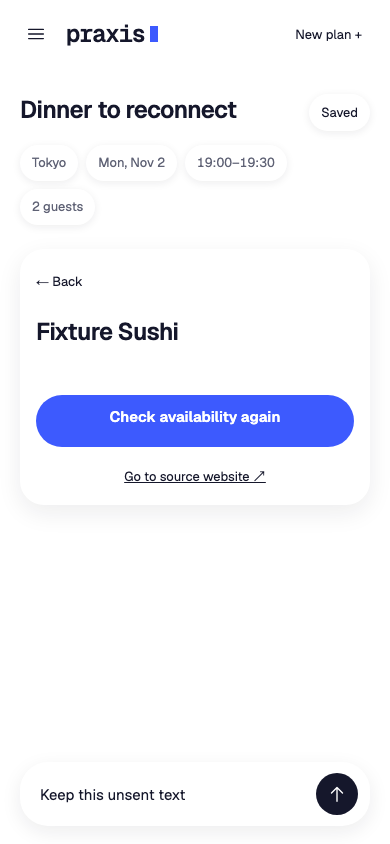 praxis
New plan +
Dinner to reconnect
Saved
Tokyo
Mon, Nov 2
19:00–19:30
2 guests
← Back
Fixture Sushi
Check availability again
Go to source website ↗
Keep this unsent text